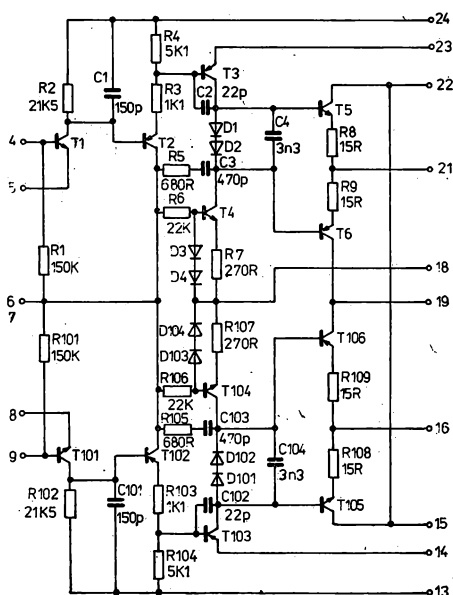 24
R4
5K1
23
R2
21K5
C1
150p
R3
1K1
T3
C2
22p
22
T5
4
T1
T2
D1
D2
C4
3n3
R8
15R
5
R5
680R
C3
470p
21
R9
15R
R6
22K
T4
T6
R1
150K
D3
D4
R7
270R
18
6
7
19
R101
150K
D104
D103
R107
270R
T106
R106
22K
T104
R109
15R
8
R105
680R
C103
470p
16
9
T101
T102
D102
D101
C104
3n3
R108
15R
R102
21K5
C101
150p
R103
1K1
C102
22p
T105
15
T103
14
R104
5K1
13